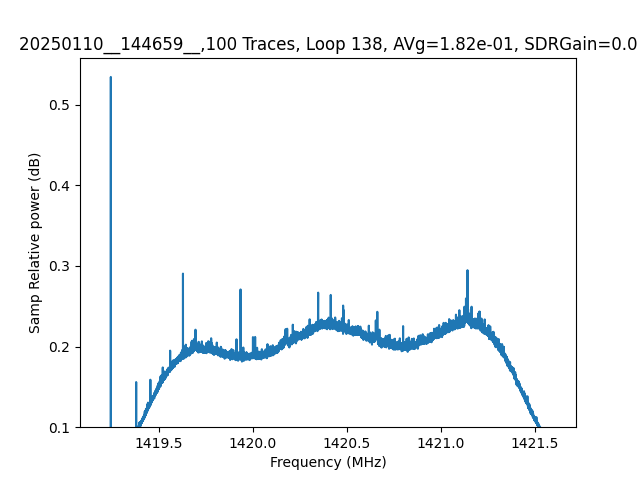 20250110__144659__,100 Traces, Loop 138, AVg=1.82e-01, SDRGain=0.0
Samp Relative power (dB)
0.5
0.4
0.3
0.2
0.1
1419.5 1420.0 1420.5 1421.0 1421.5
Frequency (MHz)